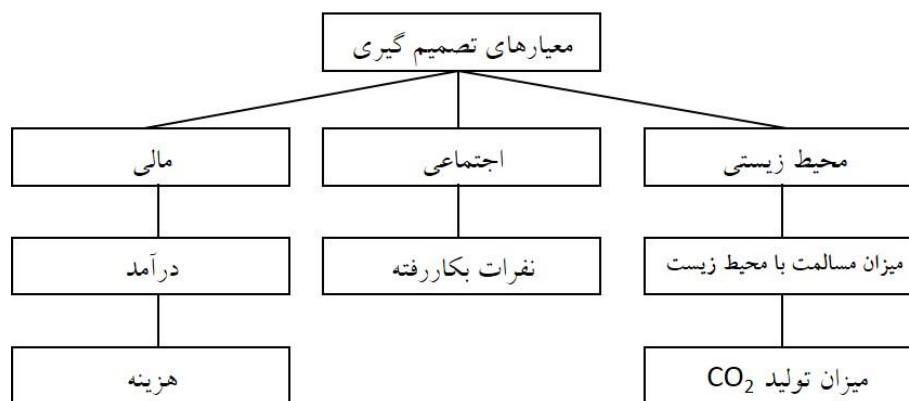 معیارهای تصمیم گیری
محیط زیستی
اجتماعی
مالی
میزان مسالمت با محیط زیست
نفرات بکاررفته
درآمد
میزان تولید CO₂
هزینه